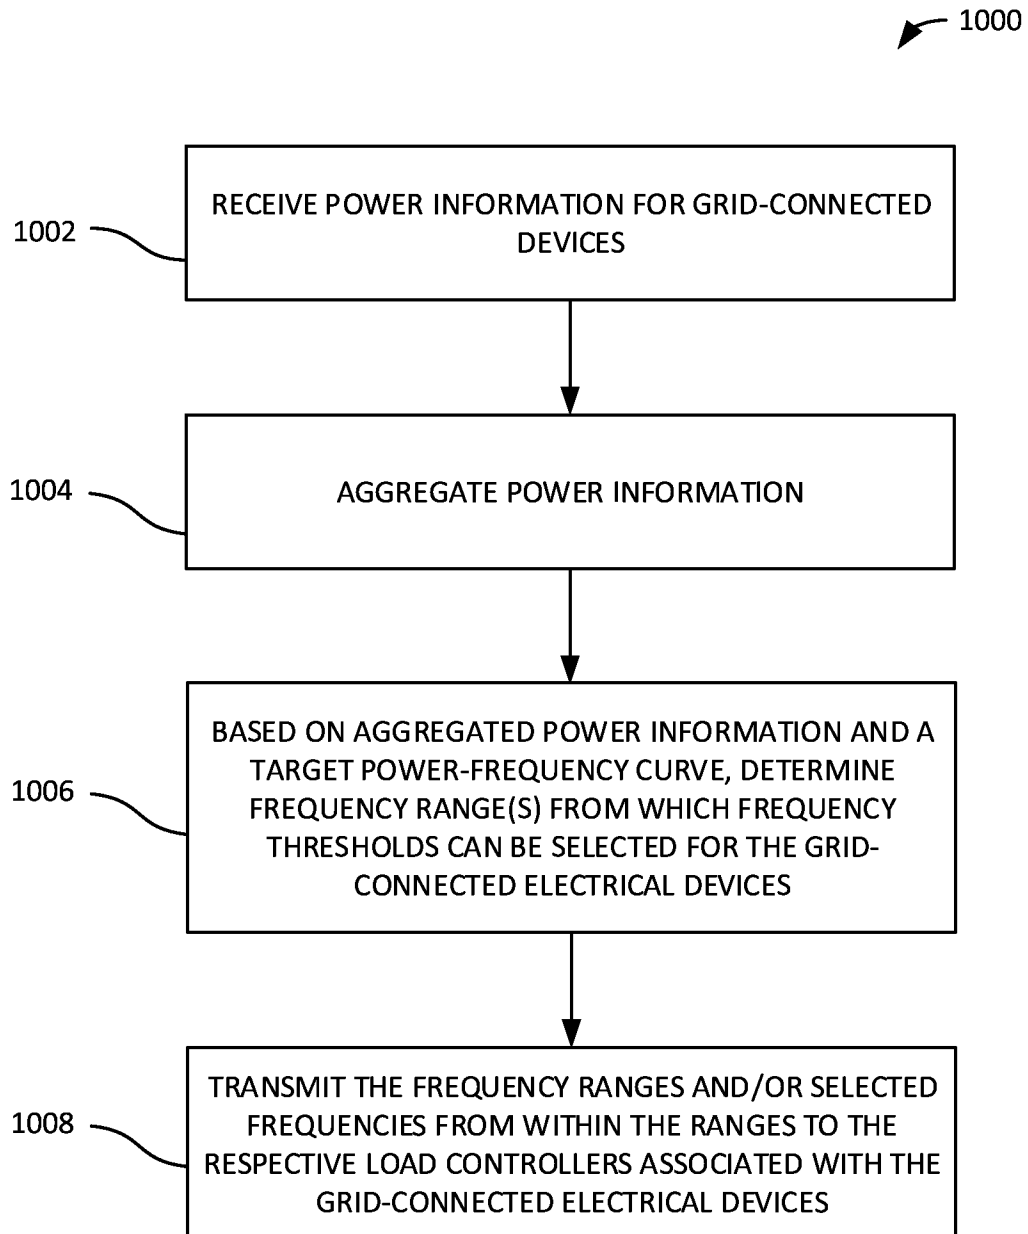 1000
RECEIVE POWER INFORMATION FOR GRID-CONNECTED
DEVICES
1002
AGGREGATE POWER INFORMATION
1004
BASED ON AGGREGATED POWER INFORMATION AND A
TARGET POWER-FREQUENCY CURVE, DETERMINE
FREQUENCY RANGE(S) FROM WHICH FREQUENCY
THRESHOLDS CAN BE SELECTED FOR THE GRID-
CONNECTED ELECTRICAL DEVICES
1006
TRANSMIT THE FREQUENCY RANGES AND/OR SELECTED
FREQUENCIES FROM WITHIN THE RANGES TO THE
RESPECTIVE LOAD CONTROLLERS ASSOCIATED WITH THE
GRID-CONNECTED ELECTRICAL DEVICES
1008